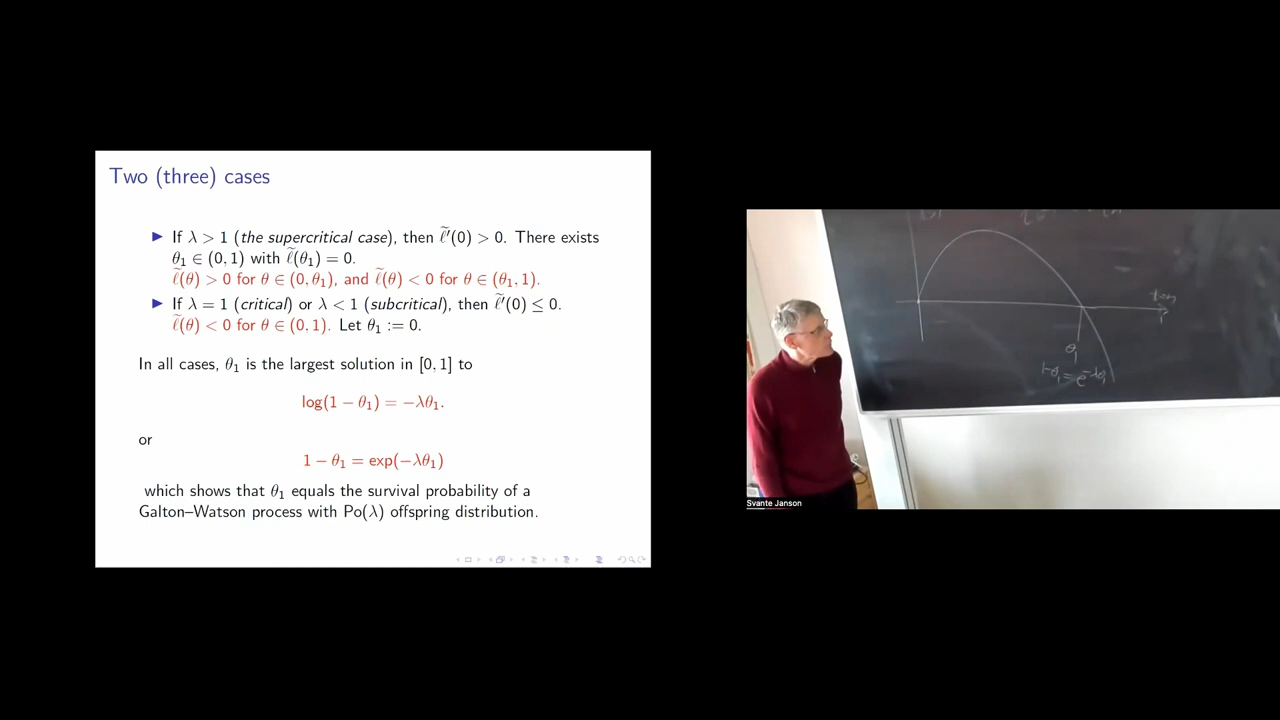 Two (three) cases
▶ If λ > 1 (the supercritical case), then ℓ̃′(0) > 0. There exists
θ₁ ∈ (0, 1) with ℓ̃(θ₁) = 0.
ℓ̃(θ) > 0 for θ ∈ (0, θ₁), and ℓ̃(θ) < 0 for θ ∈ (θ₁, 1).
▶ If λ = 1 (critical) or λ < 1 (subcritical), then ℓ̃′(0) ≤ 0.
ℓ̃(θ) < 0 for θ ∈ (0, 1). Let θ₁ := 0.
In all cases, θ₁ is the largest solution in [0, 1] to
log(1 − θ₁) = −λθ₁.
or
1 − θ₁ = exp(−λθ₁)
which shows that θ₁ equals the survival probability of a
Galton–Watson process with Po(λ) offspring distribution.
θ₁
1-θ₁ = e^{-λθ₁}
Svante Janson